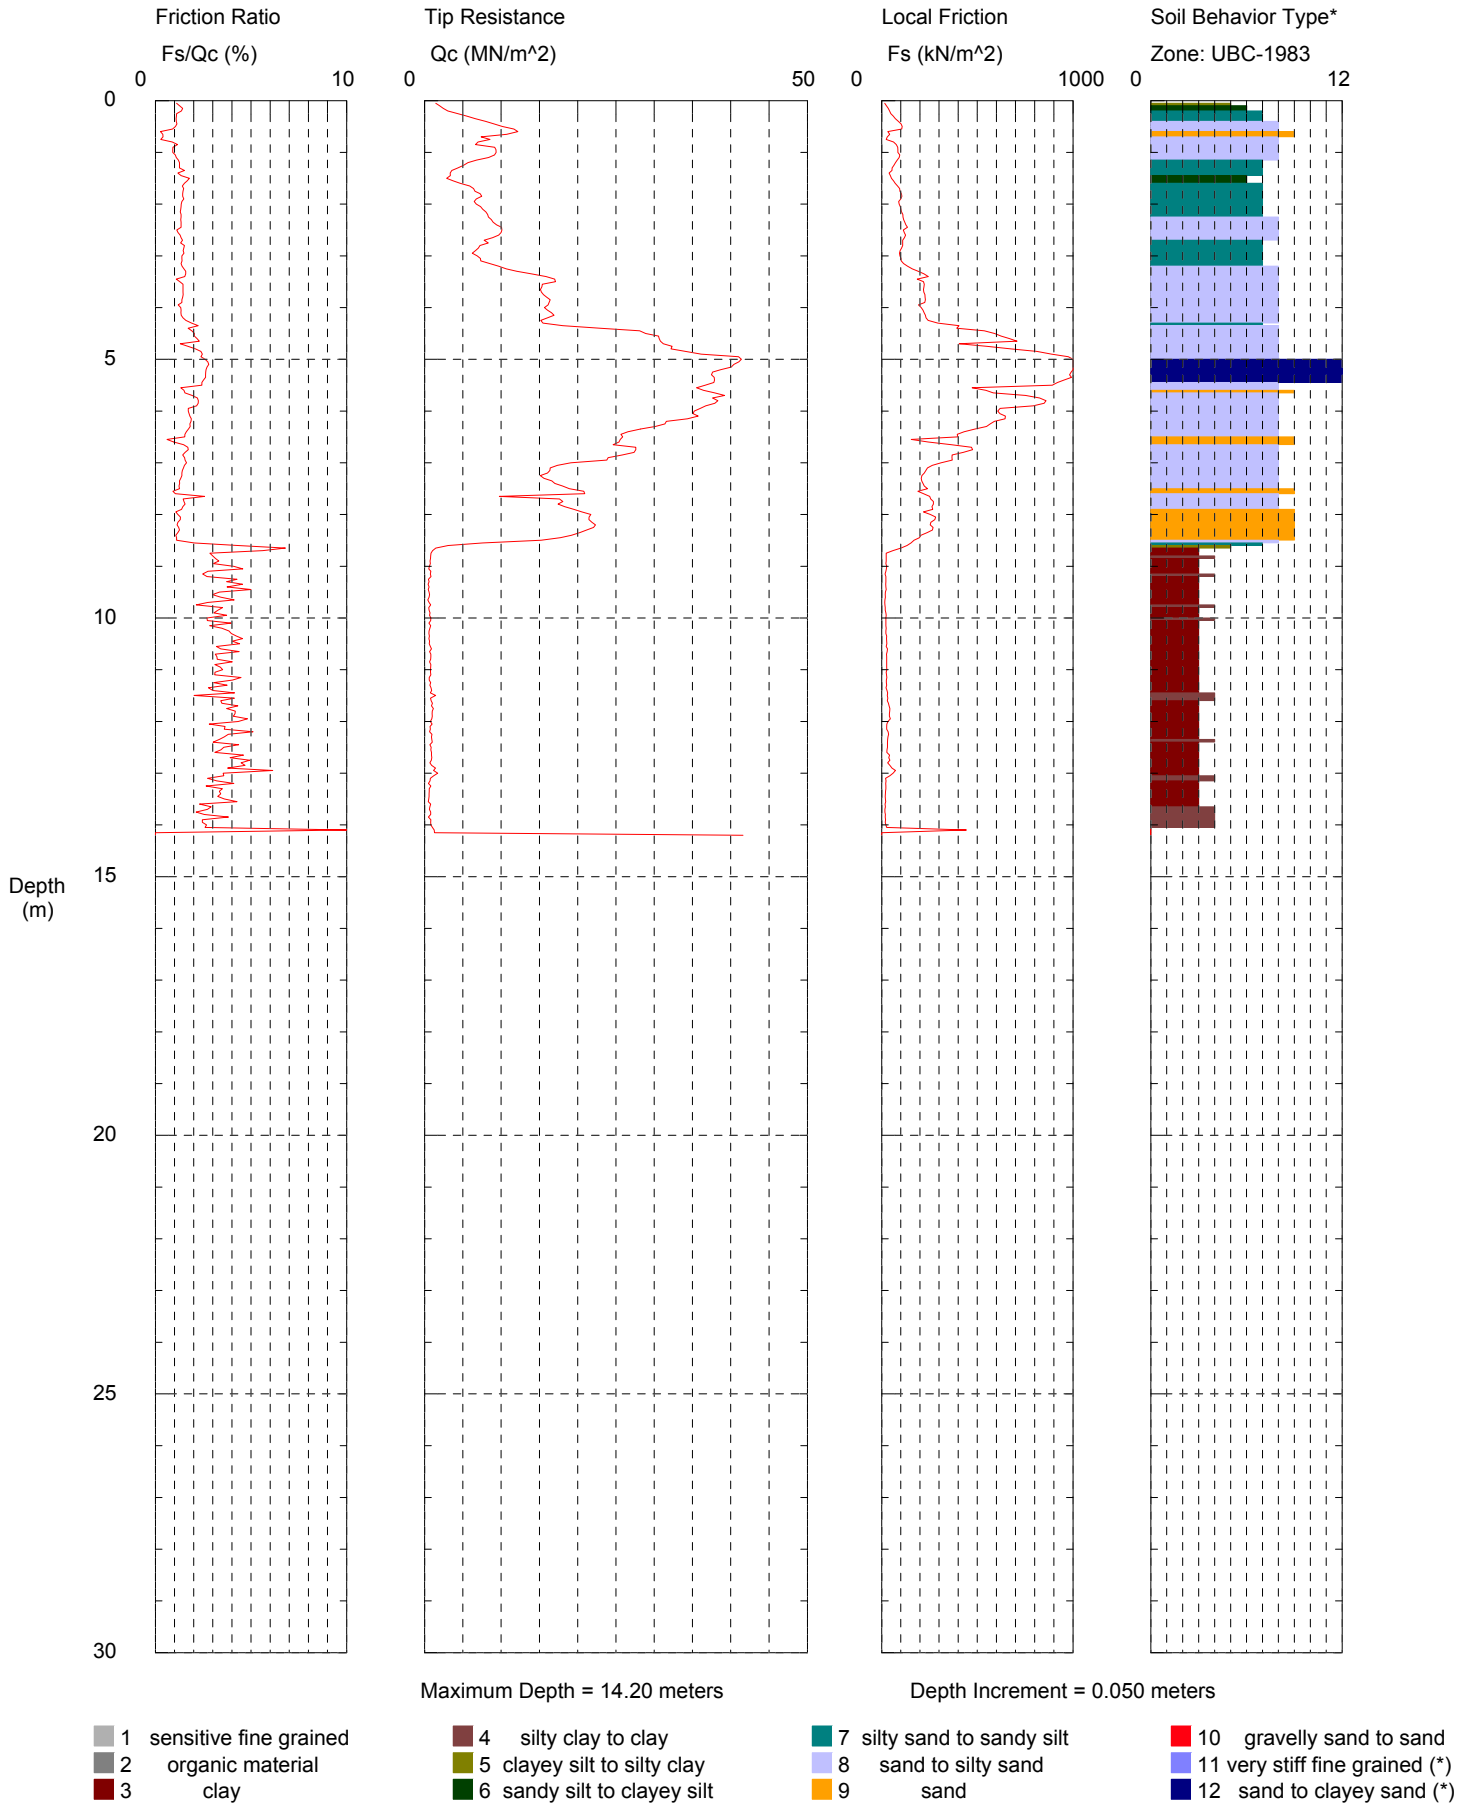 Friction Ratio Tip Resistance Local Friction Soil Behavior Type*
Fs/Qc (%) Qc (MN/m^2) Fs (kN/m^2) Zone: UBC-1983
0 10 0 50 0 1000 0 12
0
5
10
15
Depth
(m)
20
25
30
Maximum Depth = 14.20 meters Depth Increment = 0.050 meters
1 sensitive fine grained 4 silty clay to clay 7 silty sand to sandy silt 10 gravelly sand to sand
2 organic material 5 clayey silt to silty clay 8 sand to silty sand 11 very stiff fine grained (*)
3 clay 6 sandy silt to clayey silt 9 sand 12 sand to clayey sand (*)